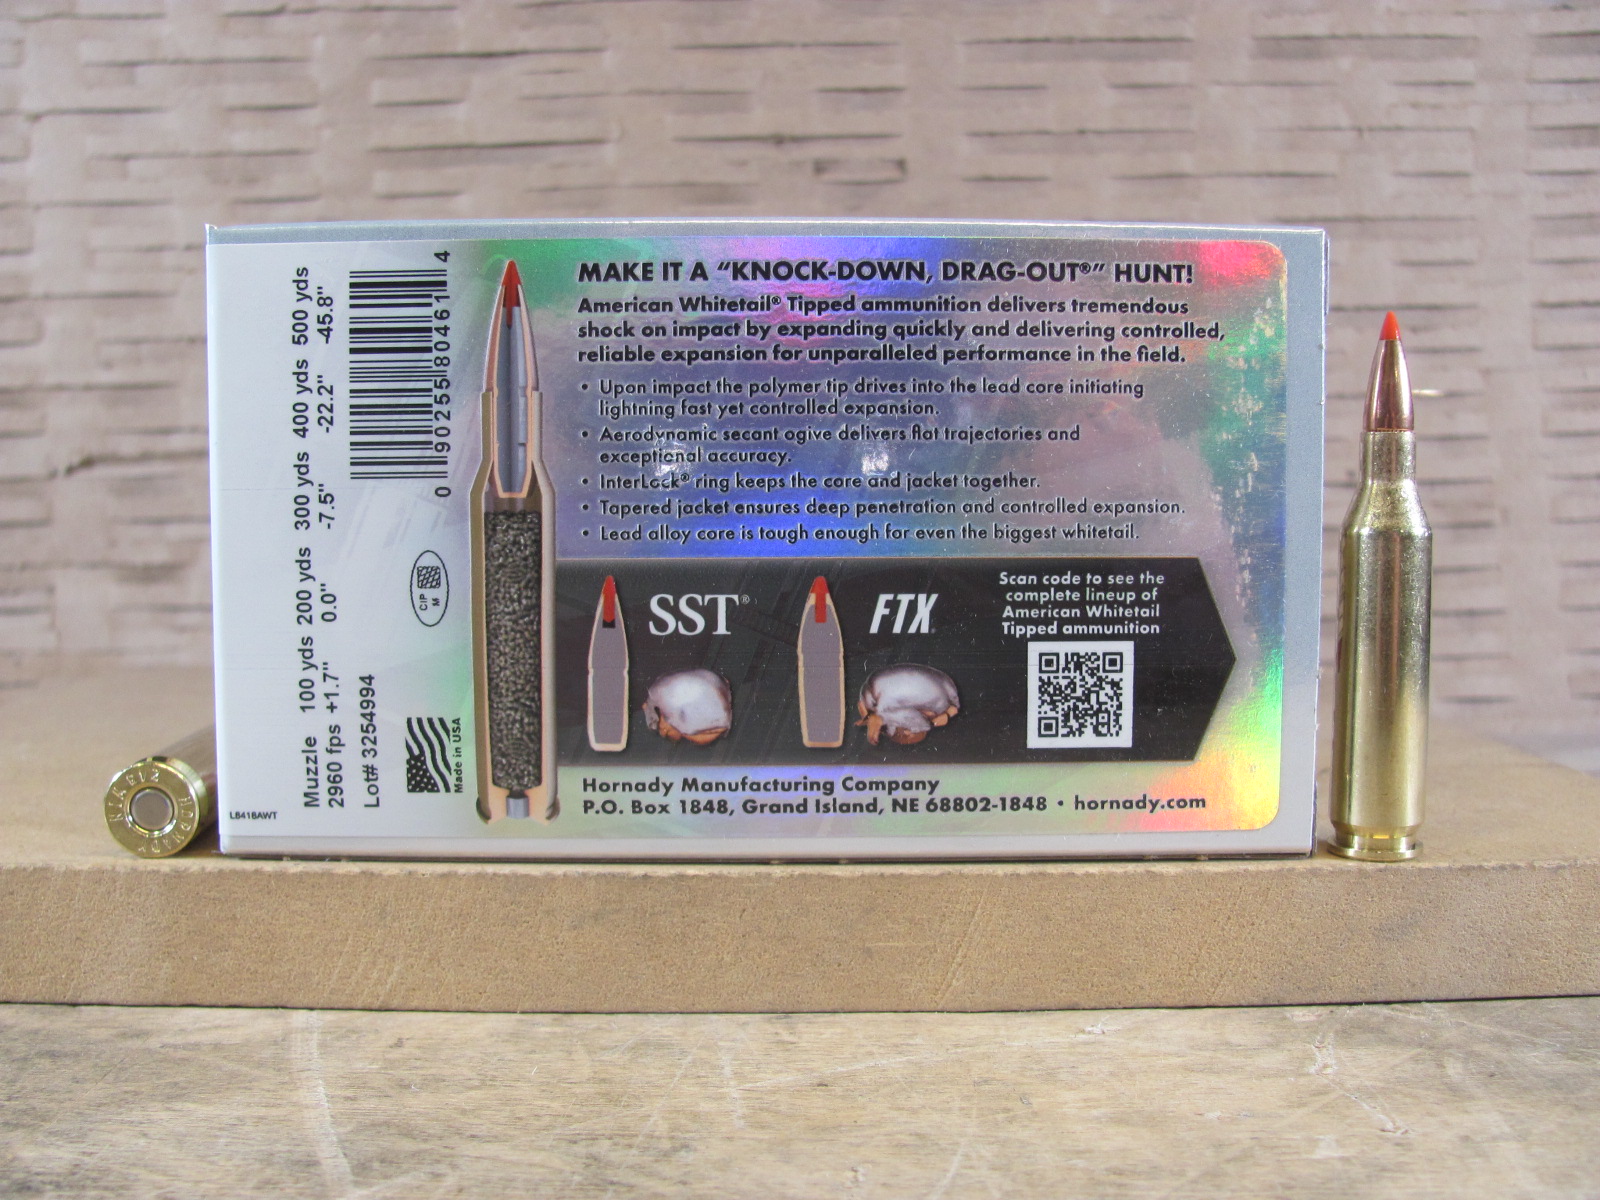 Muzzle 100 yds 200 yds 300 yds 400 yds 500 yds
2960 fps +1.7" 0.0" -7.5" -22.2" -45.8"
Lot# 3254994
L8418AWT
0 90255 80461 4
CIP
M
Made in USA
MAKE IT A “KNOCK-DOWN, DRAG-OUT®” HUNT!
American Whitetail® Tipped ammunition delivers tremendous
shock on impact by expanding quickly and delivering controlled,
reliable expansion for unparalleled performance in the field.
• Upon impact the polymer tip drives into the lead core initiating
lightning fast yet controlled expansion.
• Aerodynamic secant ogive delivers flat trajectories and
exceptional accuracy.
• InterLock® ring keeps the core and jacket together.
• Tapered jacket ensures deep penetration and controlled expansion.
• Lead alloy core is tough enough for even the biggest whitetail.
SST®
FTX
Scan code to see the
complete lineup of
American Whitetail
Tipped ammunition
Hornady Manufacturing Company
P.O. Box 1848, Grand Island, NE 68802-1848 • hornady.com
HORNADY